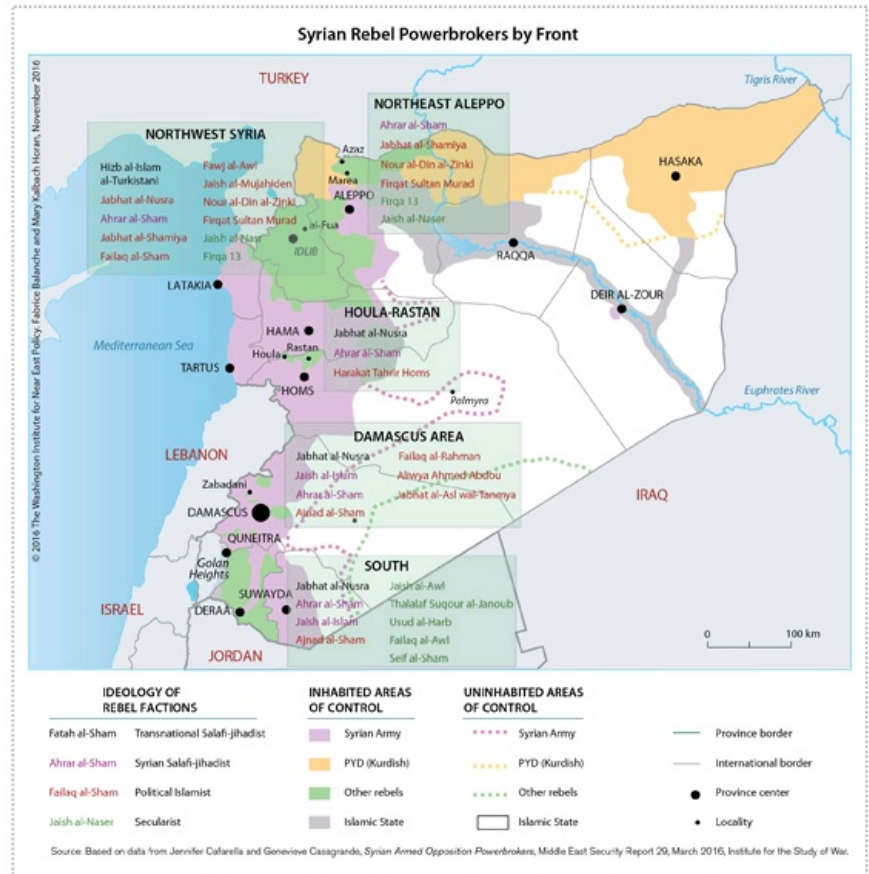 Syrian Rebel Powerbrokers by Front
© 2016 The Washington Institute for Near East Policy. Fabrice Balanche and Mary Kalbach Horan, November 2016
TURKEY
Tigris River
NORTHWEST SYRIA
Hizb al-Islam
al-Turkistani
Jabhat al-Nusra
Ahrar al-Sham
Jabhat al-Shamiya
Failaq al-Sham
Fawj al-Awl
Jaish al-Mujahiden
Nour al-Din al-Zinki
Firqat Sultan Murad
Jaish al-Nasr
Firqa 13
NORTHEAST ALEPPO
Ahrar al-Sham
Jabhat al-Shamiya
Nour al-Din al-Zinki
Firqat Sultan Murad
Firqa 13
Jaish al-Naser
Azaz
Marea
ALEPPO
al-Fua
IDLIB
HASAKA
RAQQA
DEIR AL-ZOUR
LATAKIA
HOULA-RASTAN
Jabhat al-Nusra
Ahrar al-Sham
Harakat Tahrir Homs
HAMA
Rastan
Houla
Mediterranean Sea
TARTUS
HOMS
Palmyra
Euphrates River
LEBANON
DAMASCUS AREA
Jabhat al-Nusra
Jaish al-Islam
Ahrar al-Sham
Ajnad al-Sham
Failaq al-Rahman
Aliwya Ahmed Abdou
Jabhat al-Asl wal-Tanmya
IRAQ
Zabadani
DAMASCUS
QUNEITRA
Golan
Heights
SOUTH
Jabhat al-Nusra
Ahrar al-Sham
Jaish al-Islam
Ajnad al-Sham
Jaish al-Awl
Thalalaf Suqour al-Janoub
Usud al-Harb
Failaq al-Awl
Seif al-Sham
SUWAYDA
ISRAEL
DERAA
JORDAN
0 100 km
IDEOLOGY OF
REBEL FACTIONS
Fatah al-Sham Transnational Salafi-jihadist
Ahrar al-Sham Syrian Salafi-jihadist
Failaq al-Sham Political Islamist
Jaish al-Naser Secularist
INHABITED AREAS
OF CONTROL
Syrian Army
PYD (Kurdish)
Other rebels
Islamic State
UNINHABITED AREAS
OF CONTROL
Syrian Army
PYD (Kurdish)
Other rebels
Islamic State
Province border
International border
Province center
Locality
Source: Based on data from Jennifer Cafarella and Genevieve Casagrande, Syrian Armed Opposition Powerbrokers, Middle East Security Report 29, March 2016, Institute for the Study of War.